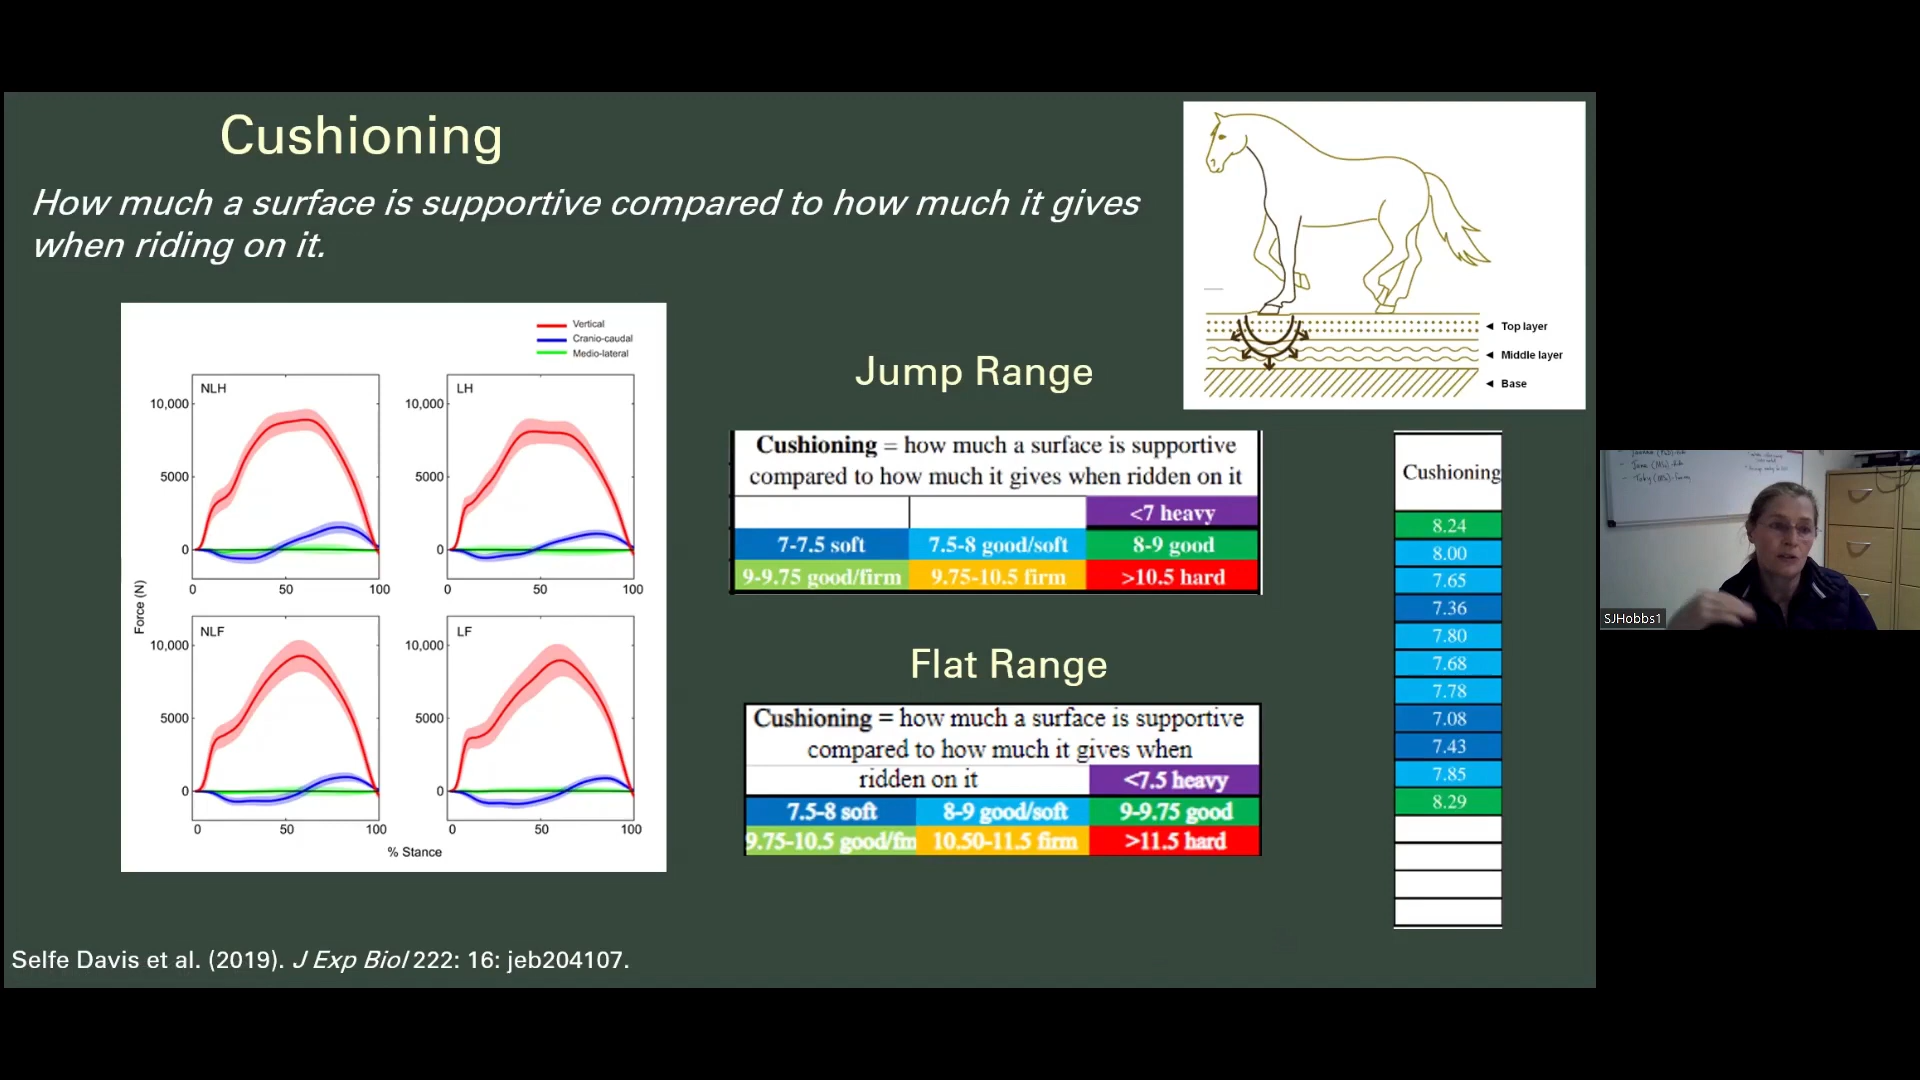 Cushioning
How much a surface is supportive compared to how much it gives
when riding on it.
Vertical
Cranio-caudal
Medio-lateral
NLH
LH
10,000
5000
0
10,000
5000
0
0
50
100
0
50
100
NLF
LF
10,000
5000
0
10,000
5000
0
0
50
100
0
50
100
Force (N)
% Stance
Jump Range
Cushioning = how much a surface is supportive
compared to how much it gives when ridden on it
<7 heavy
7-7.5 soft
7.5-8 good/soft
8-9 good
9-9.75 good/firm
9.75-10.5 firm
>10.5 hard
Flat Range
Cushioning = how much a surface is supportive
compared to how much it gives when
ridden on it
<7.5 heavy
7.5-8 soft
8-9 good/soft
9-9.75 good
9.75-10.5 good/fm
10.50-11.5 firm
>11.5 hard
Top layer
Middle layer
Base
Cushioning
8.24
8.00
7.65
7.36
7.80
7.68
7.78
7.08
7.43
7.85
8.29
SJHobbs1
Selfe Davis et al. (2019). J Exp Biol 222: 16: jeb204107.